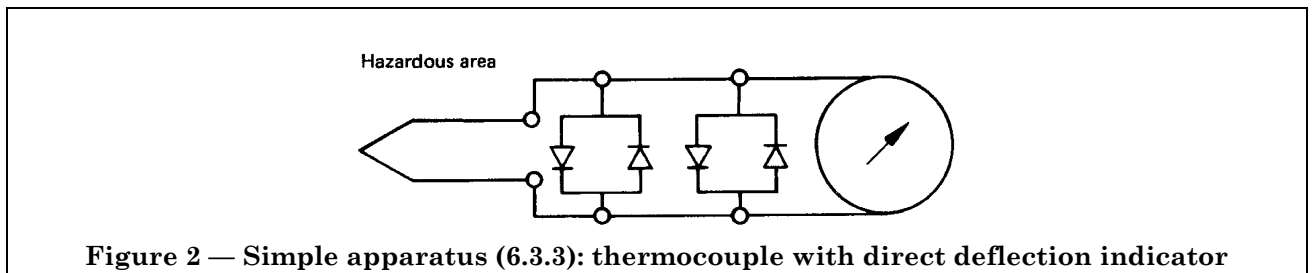 Hazardous area
Figure 2 — Simple apparatus (6.3.3): thermocouple with direct deflection indicator